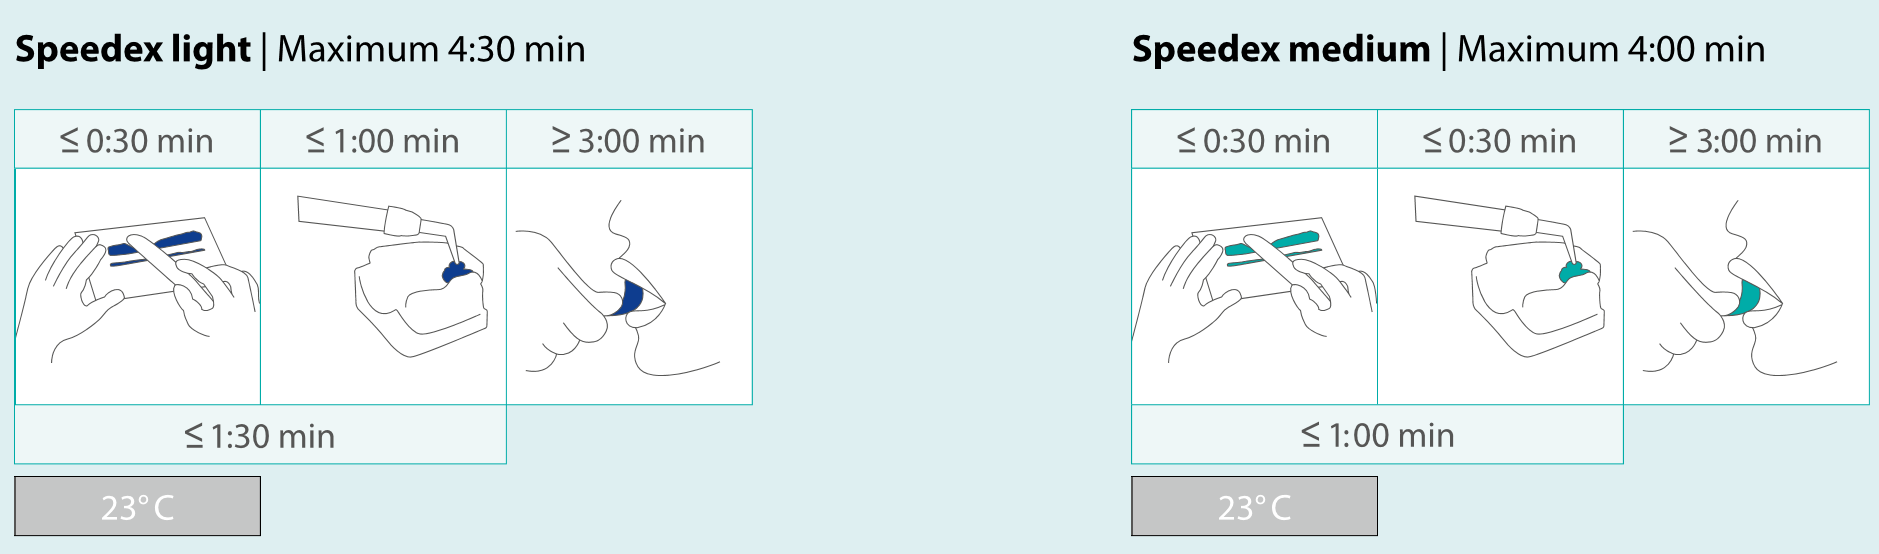 Speedex light | Maximum 4:30 min
≤ 0:30 min
≤ 1:00 min
≥ 3:00 min
≤ 1:30 min
23° C
Speedex medium | Maximum 4:00 min
≤ 0:30 min
≤ 0:30 min
≥ 3:00 min
≤ 1:00 min
23° C